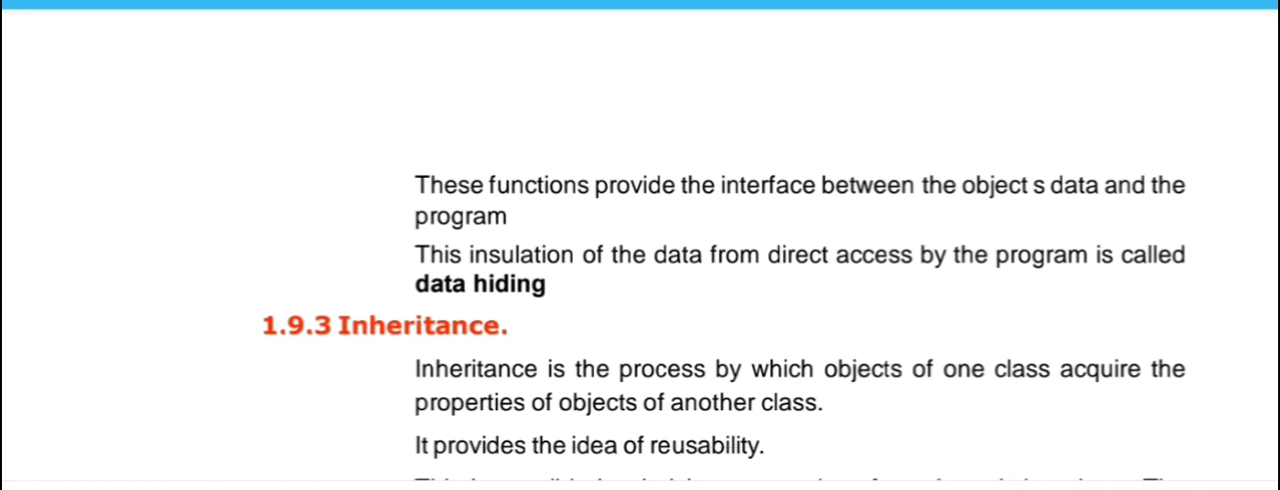 These functions provide the interface between the object s data and the
program
This insulation of the data from direct access by the program is called
data hiding
1.9.3 Inheritance.
Inheritance is the process by which objects of one class acquire the
properties of objects of another class.
It provides the idea of reusability.